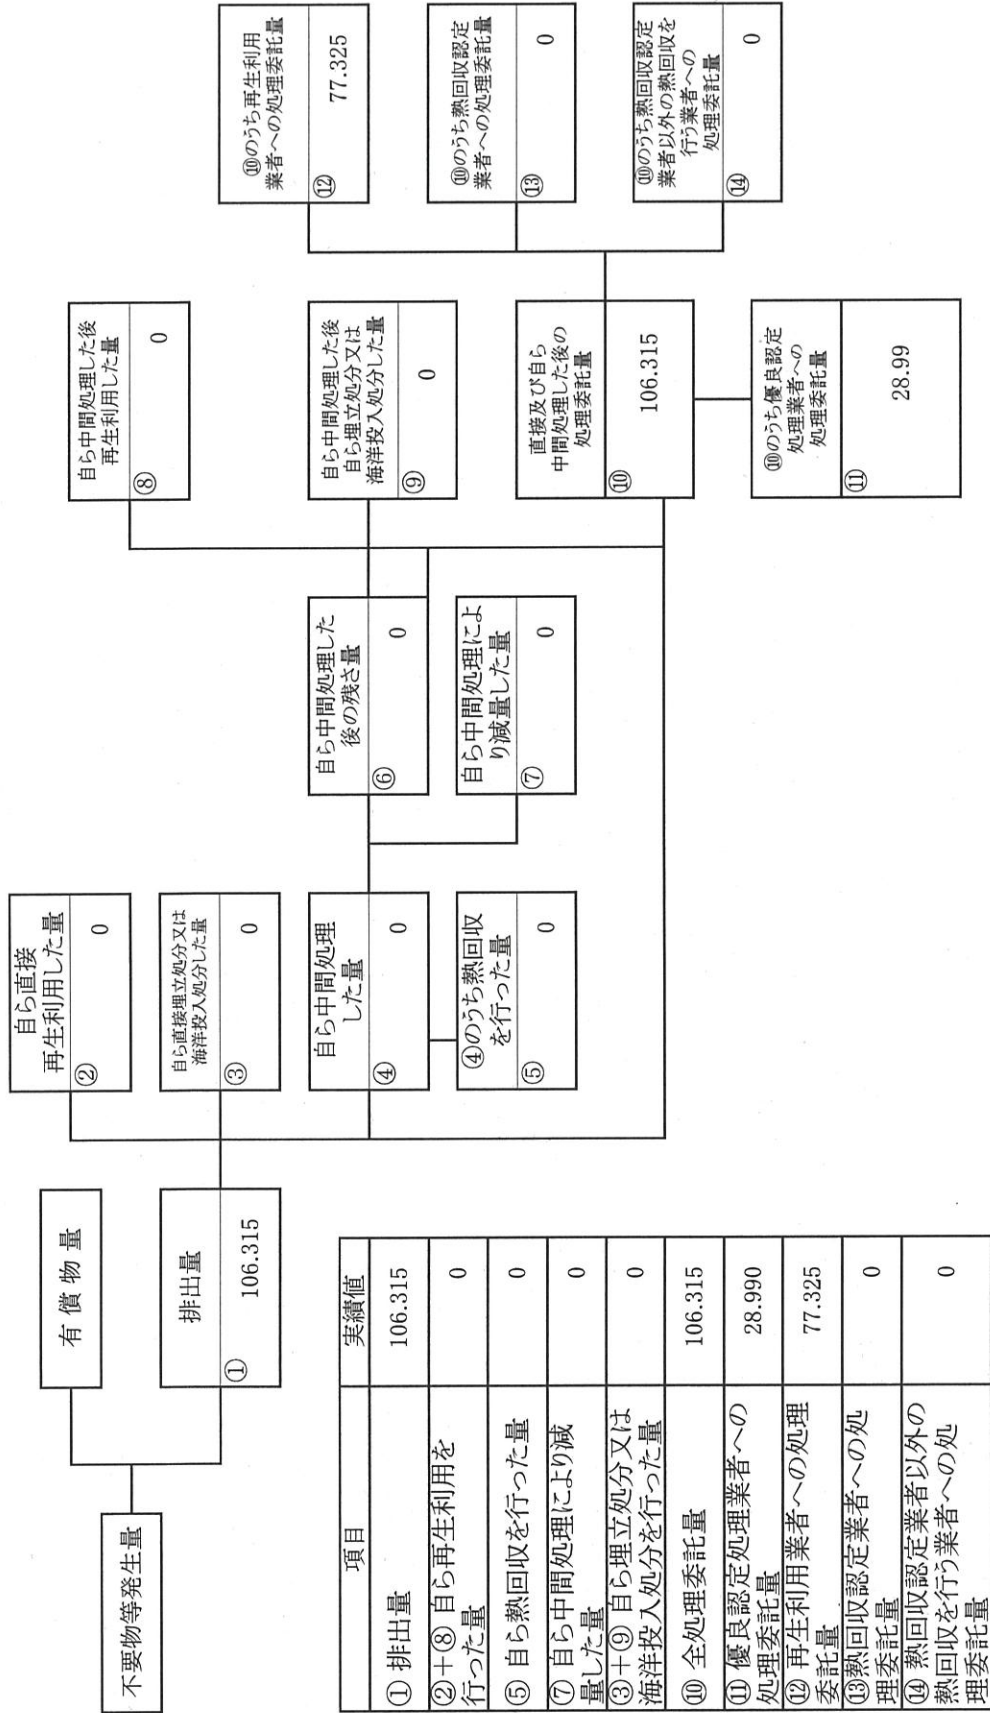 不要物等発生量
有償物量
排出量
①
106.315
自ら直接
再生利用した量
②
0
自ら直接埋立処分又は
海洋投入処分した量
③
0
自ら中間処理
した量
④
0
④のうち熱回収
を行った量
⑤
0
自ら中間処理した
後の残さ量
⑥
0
自ら中間処理によ
り減量した量
⑦
0
自ら中間処理した後
再生利用した量
⑧
0
自ら中間処理した後
自ら埋立処分又は
海洋投入処分した量
⑨
0
直接及び自ら
中間処理した後の
処理委託量
⑩
106.315
⑩のうち優良認定
処理業者への
処理委託量
⑪
28.99
⑩のうち再生利用
業者への処理委託量
⑫
77.325
⑩のうち熱回収認定
業者への処理委託量
⑬
0
⑩のうち熱回収認定
業者以外の熱回収を
行う業者への
処理委託量
⑭
0
項目 実績値
① 排出量 106.315
②+⑧ 自ら再生利用を
行った量 0
⑤ 自ら熱回収を行った量 0
⑦ 自ら中間処理により減
量した量 0
③+⑨ 自ら埋立処分又は
海洋投入処分を行った量 0
⑩ 全処理委託量 106.315
⑪ 優良認定処理業者への
処理委託量 28.990
⑫ 再生利用業者への処理
委託量 77.325
⑬熱回収認定業者への処
理委託量 0
⑭ 熱回収認定業者以外の
熱回収を行う業者への処
理委託量 0